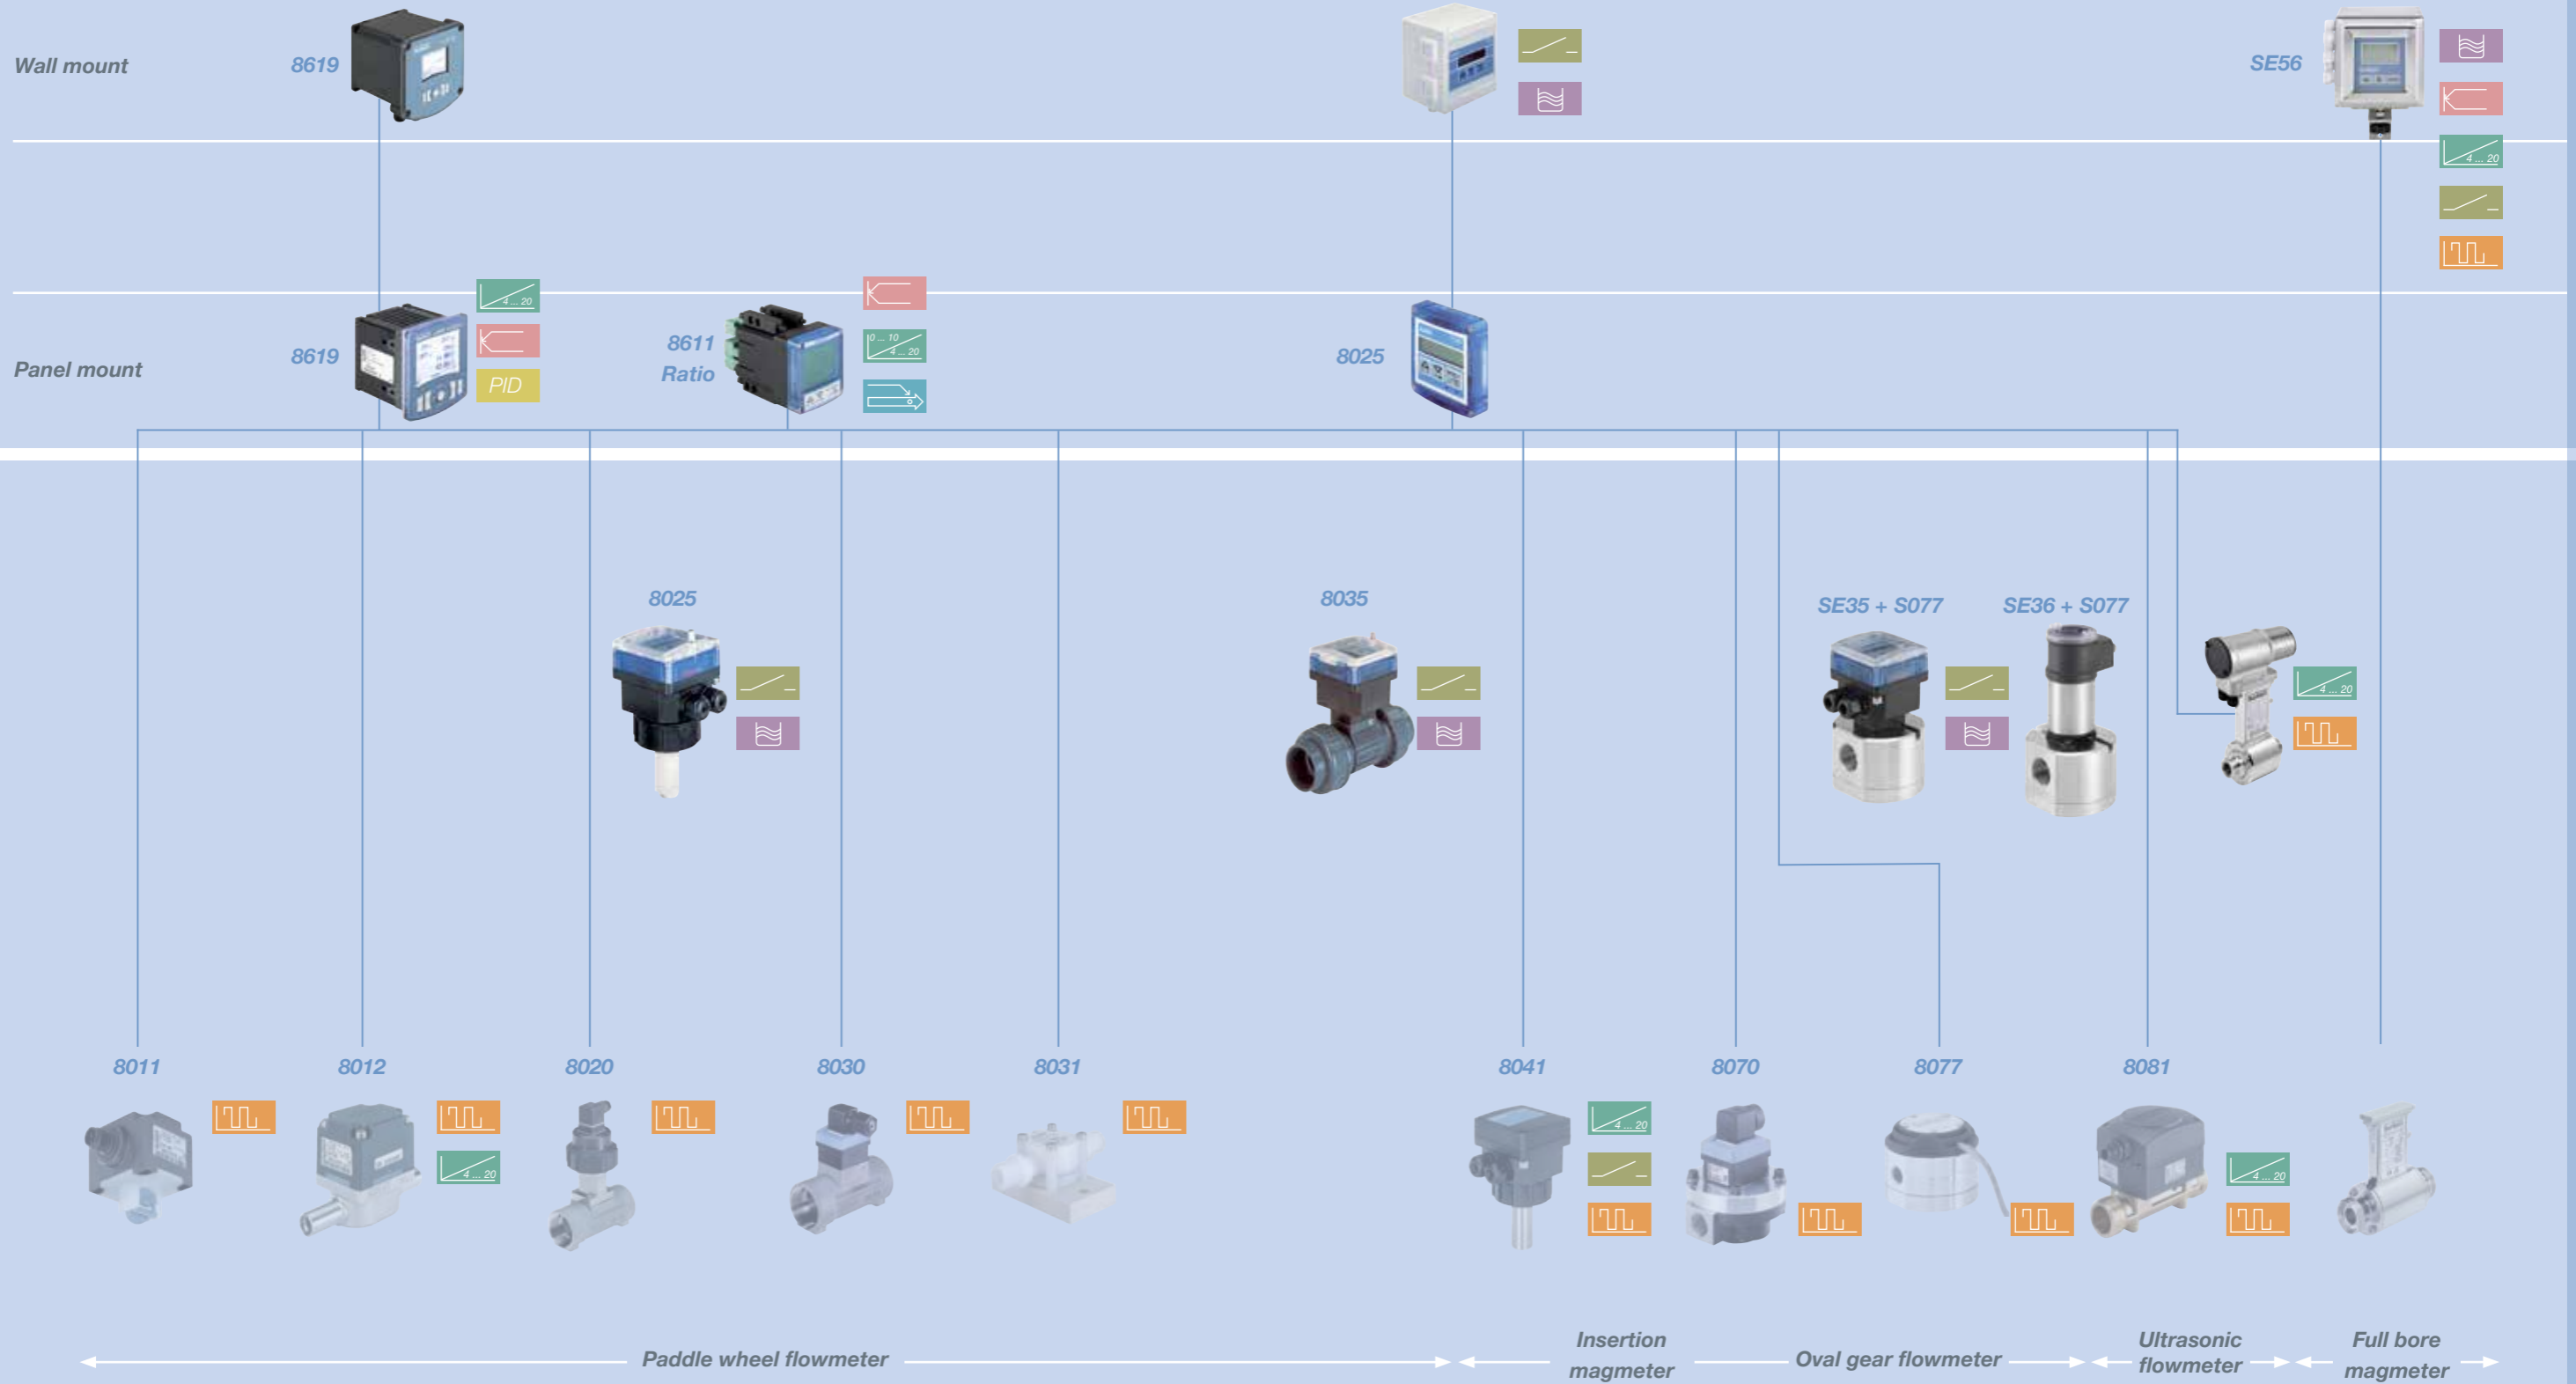 Wall mount
8619
SE56
4 ... 20
4 ... 20
Panel mount
8619
PID
8611
Ratio
0 ... 10
4 ... 20
8025
8025
8035
SE35 + S077
SE36 + S077
4 ... 20
8011
8012
8020
8030
8031
8041
8070
8077
8081
4 ... 20
4 ... 20
4 ... 20
Paddle wheel flowmeter
Insertion
magmeter
Oval gear flowmeter
Ultrasonic
flowmeter
Full bore
magmeter